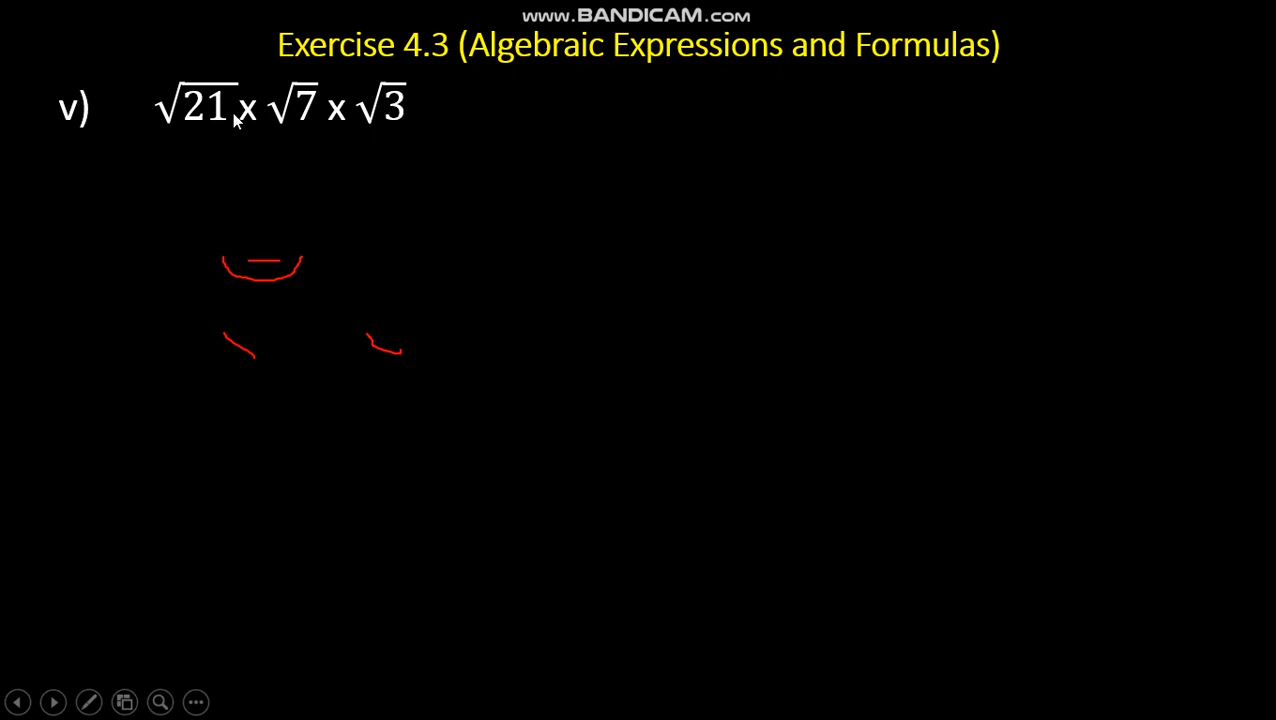 www.BANDICAM.com
Exercise 4.3 (Algebraic Expressions and Formulas)
v) √21 x √7 x √3